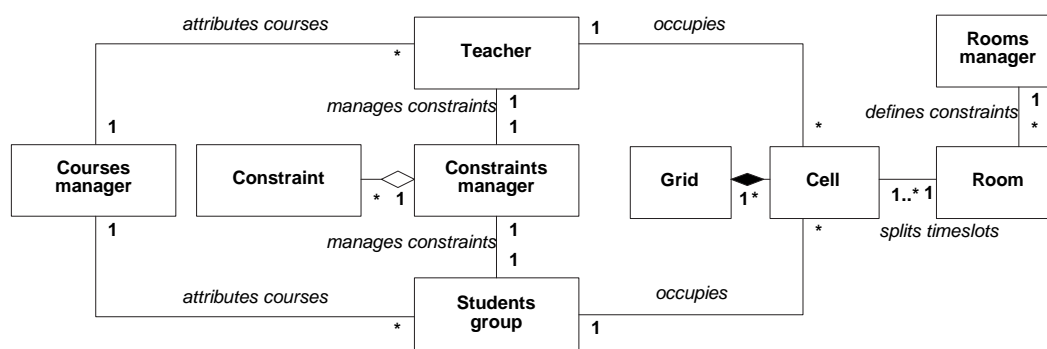 attributes courses
1
occupies
Teacher
Rooms
manager
*
manages constraints
1
1
defines constraints
1
*
1
*
Courses
manager
Constraint
Constraints
manager
Grid
Cell
Room
*
1
1
*
1..*
1
1
1
*
splits timeslots
manages constraints
1
attributes courses
Students
group
occupies
*
1